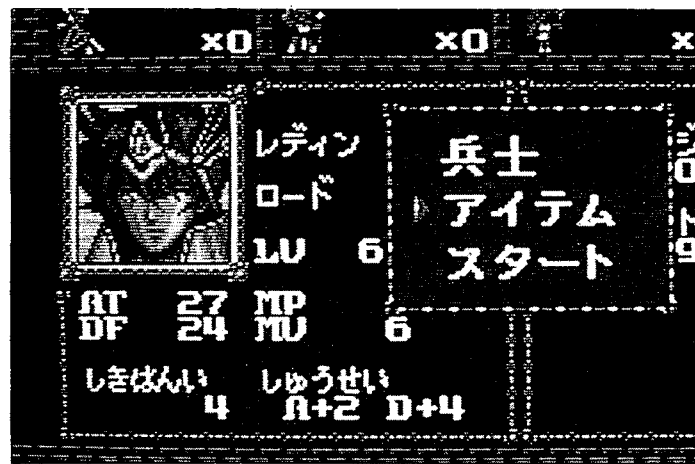 ×0 ×0 ×
レディン
ロード
LV 6
兵士
アイテム
スタート
AT 27 MP
DF 24 MV 6
しきはんい しゅうせい
4 A+2 D+4